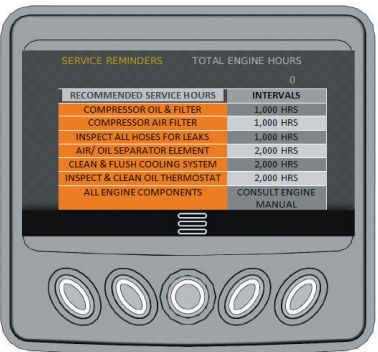 SERVICE REMINDERS TOTAL ENGINE HOURS
0
RECOMMENDED SERVICE HOURS INTERVALS
COMPRESSOR OIL & FILTER 1,000 HRS
COMPRESSOR AIR FILTER 1,000 HRS
INSPECT ALL HOSES FOR LEAKS 1,000 HRS
AIR/ OIL SEPARATOR ELEMENT 2,000 HRS
CLEAN & FLUSH COOLING SYSTEM 2,000 HRS
INSPECT & CLEAN OIL THERMOSTAT 2,000 HRS
ALL ENGINE COMPONENTS CONSULT ENGINE
MANUAL